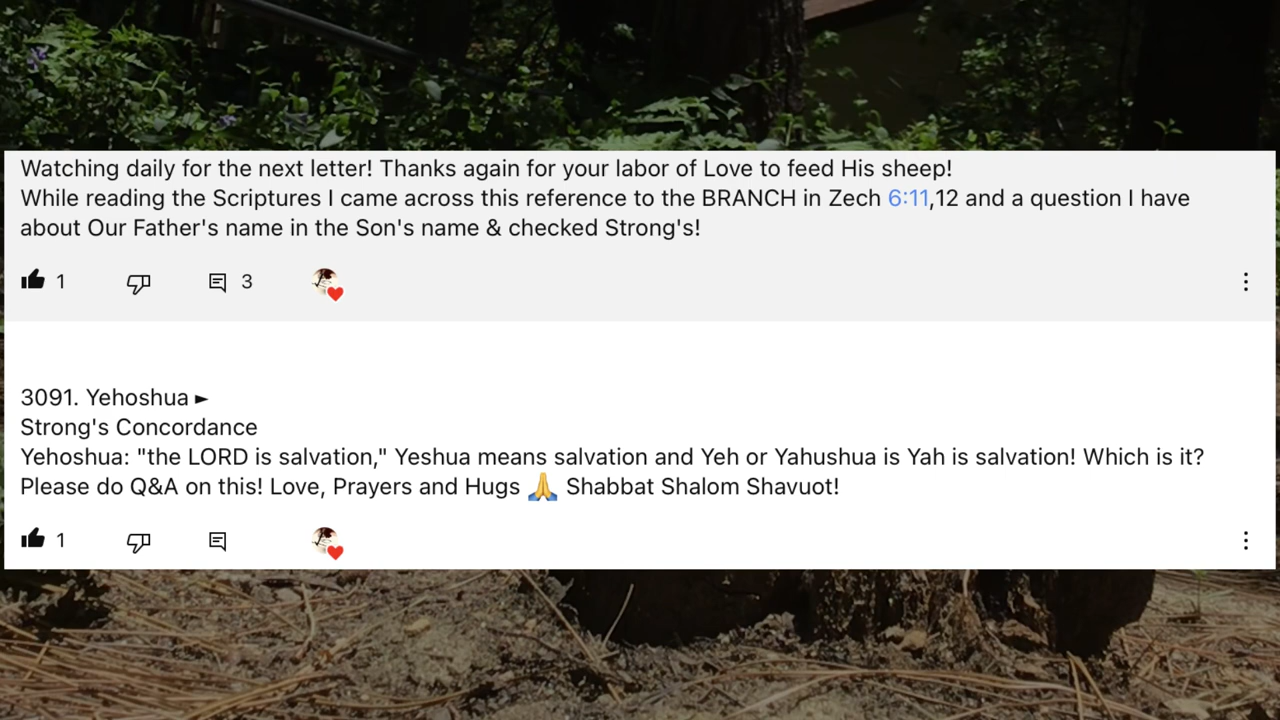 Watching daily for the next letter! Thanks again for your labor of Love to feed His sheep!
While reading the Scriptures I came across this reference to the BRANCH in Zech 6:11,12 and a question I have
about Our Father's name in the Son's name & checked Strong's!
1 3
3091. Yehoshua ►
Strong's Concordance
Yehoshua: "the LORD is salvation," Yeshua means salvation and Yeh or Yahushua is Yah is salvation! Which is it?
Please do Q&A on this! Love, Prayers and Hugs 🙏 Shabbat Shalom Shavuot!
1